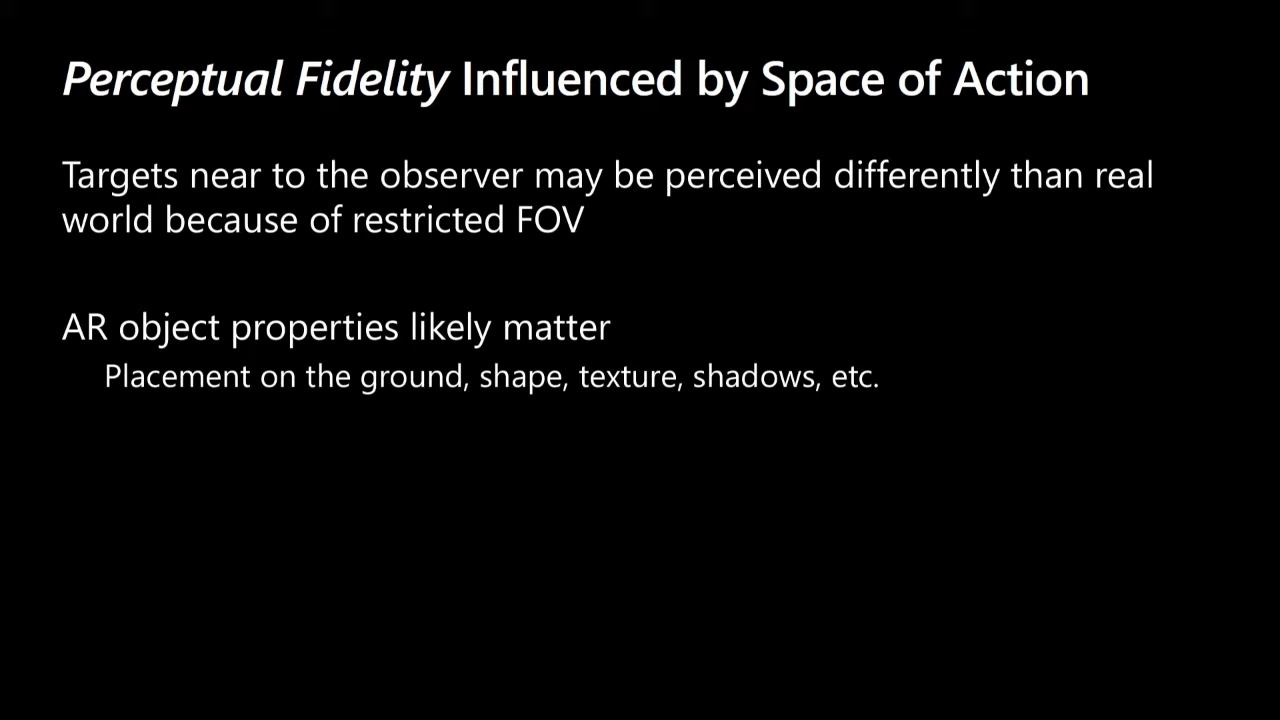 Perceptual Fidelity Influenced by Space of Action
Targets near to the observer may be perceived differently than real
world because of restricted FOV
AR object properties likely matter
Placement on the ground, shape, texture, shadows, etc.